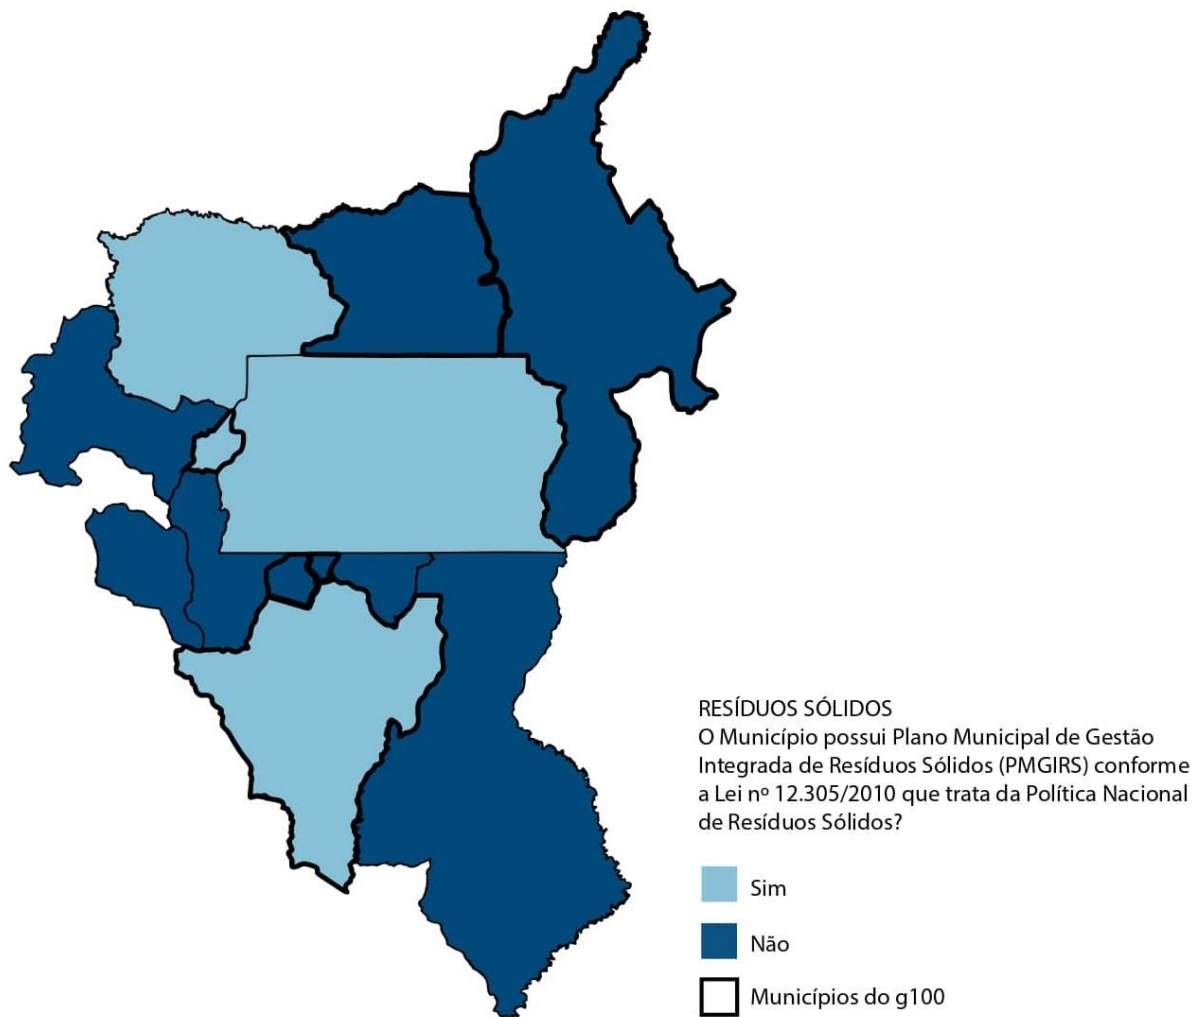 RESÍDUOS SÓLIDOS
O Município possui Plano Municipal de Gestão
Integrada de Resíduos Sólidos (PMGIRS) conforme
a Lei nº 12.305/2010 que trata da Política Nacional
de Resíduos Sólidos?
Sim
Não
Municípios do g100